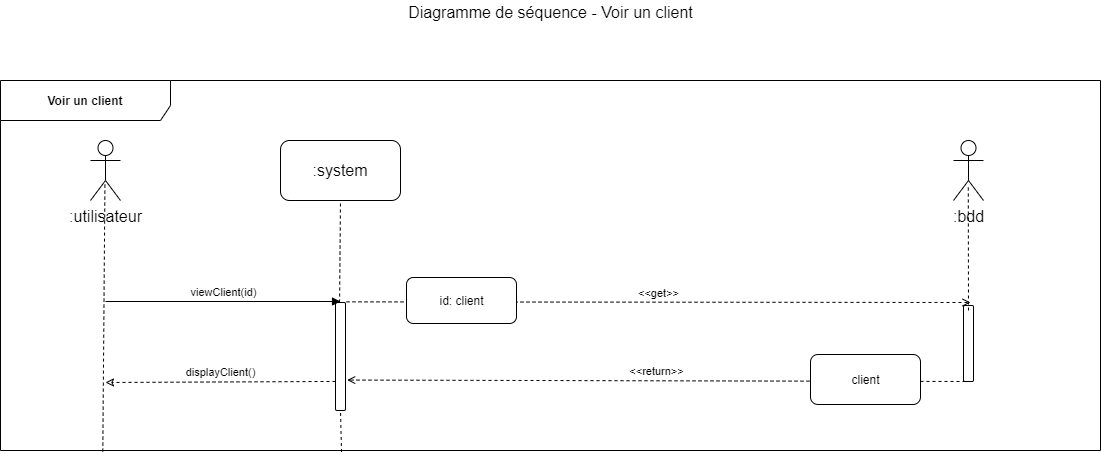 Diagramme de séquence - Voir un client
Voir un client
:system
:utilisateur
:bdd
viewClient(id)
id: client
<<get>>
displayClient()
<<return>>
client